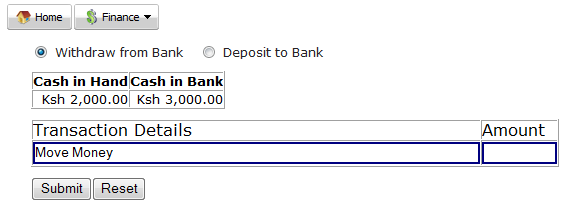 Home Finance
Withdraw from Bank Deposit to Bank
Cash in Hand Cash in Bank
Ksh 2,000.00 Ksh 3,000.00
Transaction Details Amount
Move Money
Submit Reset